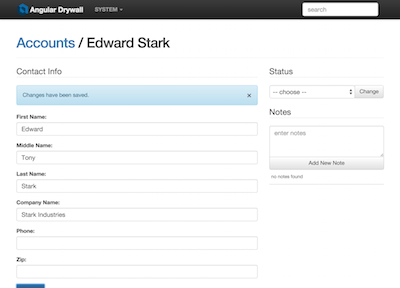 Angular Drywall SYSTEM search
Accounts / Edward Stark
Contact Info
Changes have been saved. ×
First Name:
Edward
Middle Name:
Tony
Last Name:
Stark
Company Name:
Stark Industries
Phone:
Zip:
Status
-- choose -- Change
Notes
enter notes
Add New Note
no notes found